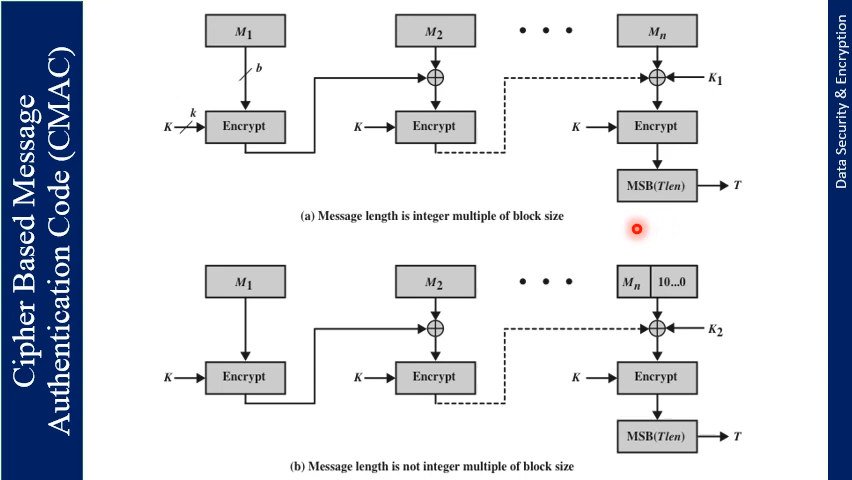 Cipher Based Message
Authentication Code (CMAC)
Data Security & Encryption
M1 M2 • • • Mn
b
K1
k
K Encrypt K Encrypt K Encrypt
MSB(Tlen) T
(a) Message length is integer multiple of block size
M1 M2 • • • Mn 10...0
K2
K Encrypt K Encrypt K Encrypt
MSB(Tlen) T
(b) Message length is not integer multiple of block size